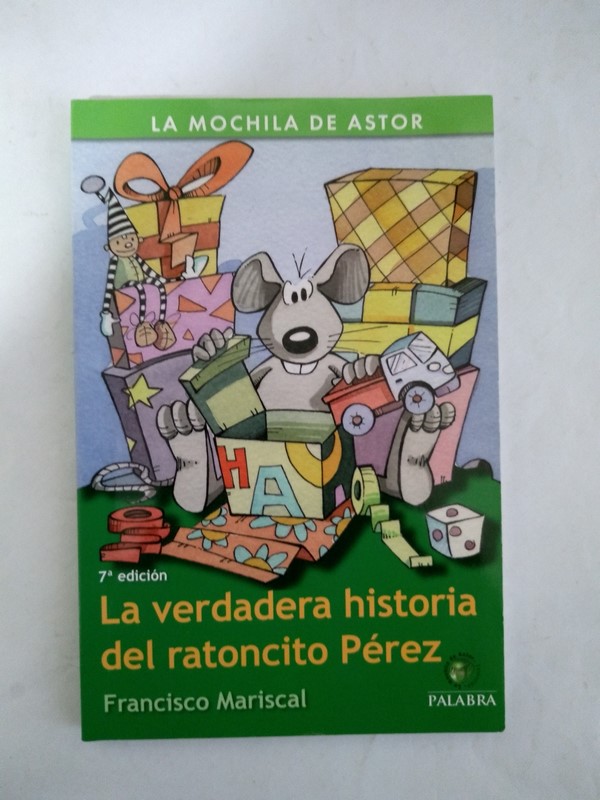 LA MOCHILA DE ASTOR
HA
7ª edición
La verdadera historia
del ratoncito Pérez
Francisco Mariscal
PALABRA